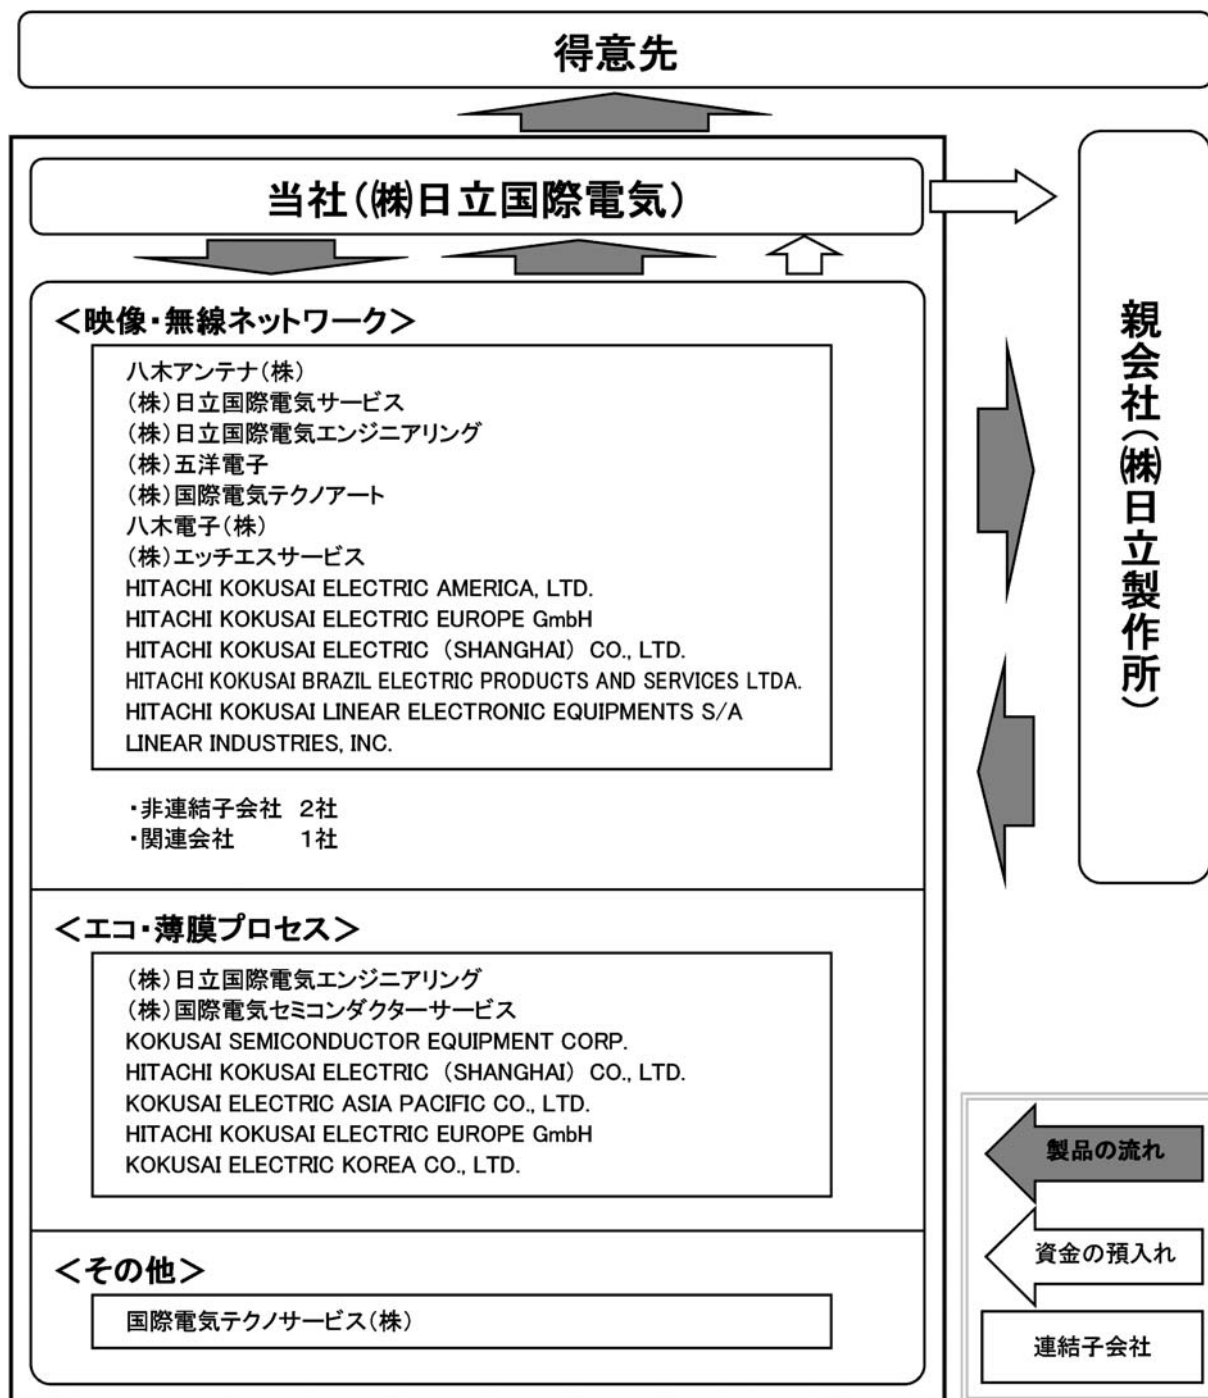 得意先
当社(㈱日立国際電気)
親会社(㈱日立製作所)
＜映像・無線ネットワーク＞
八木アンテナ(株)
(株)日立国際電気サービス
(株)日立国際電気エンジニアリング
(株)五洋電子
(株)国際電気テクノアート
八木電子(株)
(株)エッチエスサービス
HITACHI KOKUSAI ELECTRIC AMERICA, LTD.
HITACHI KOKUSAI ELECTRIC EUROPE GmbH
HITACHI KOKUSAI ELECTRIC （SHANGHAI）CO., LTD.
HITACHI KOKUSAI BRAZIL ELECTRIC PRODUCTS AND SERVICES LTDA.
HITACHI KOKUSAI LINEAR ELECTRONIC EQUIPMENTS S/A
LINEAR INDUSTRIES, INC.
・非連結子会社 2社
・関連会社 1社
＜エコ・薄膜プロセス＞
(株)日立国際電気エンジニアリング
(株)国際電気セミコンダクターサービス
KOKUSAI SEMICONDUCTOR EQUIPMENT CORP.
HITACHI KOKUSAI ELECTRIC （SHANGHAI）CO., LTD.
KOKUSAI ELECTRIC ASIA PACIFIC CO., LTD.
HITACHI KOKUSAI ELECTRIC EUROPE GmbH
KOKUSAI ELECTRIC KOREA CO., LTD.
＜その他＞
国際電気テクノサービス(株)
製品の流れ
資金の預入れ
連結子会社